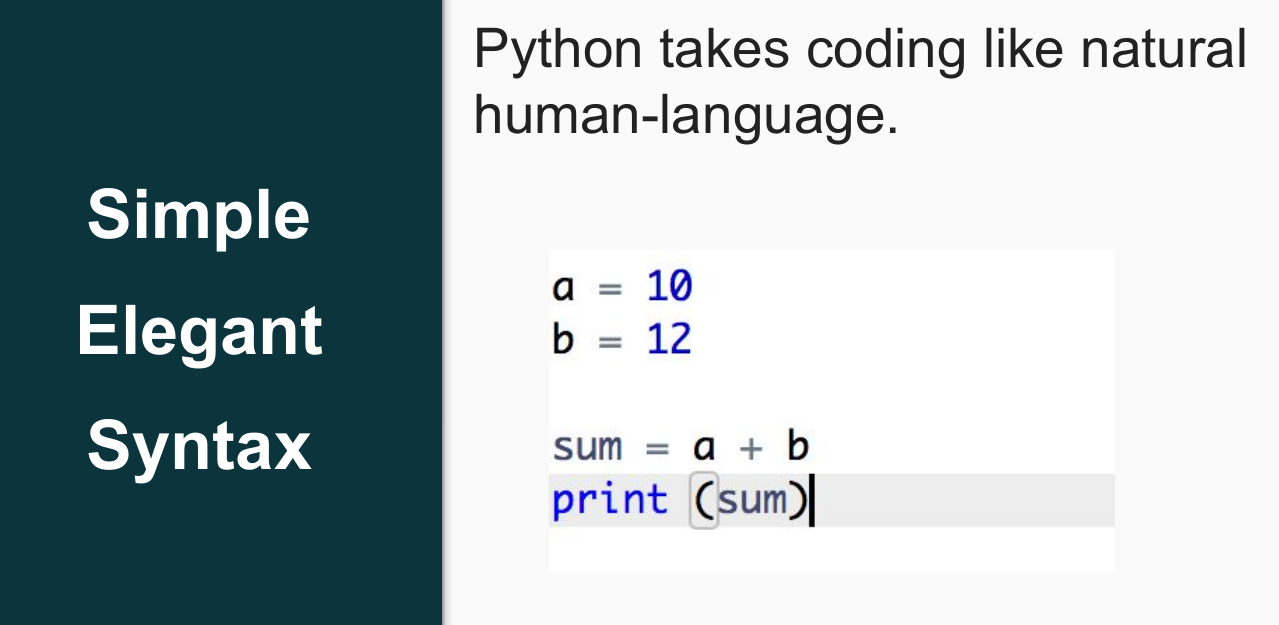 Simple
Elegant
Syntax
Python takes coding like natural
human-language.
a = 10
b = 12
sum = a + b
print (sum)